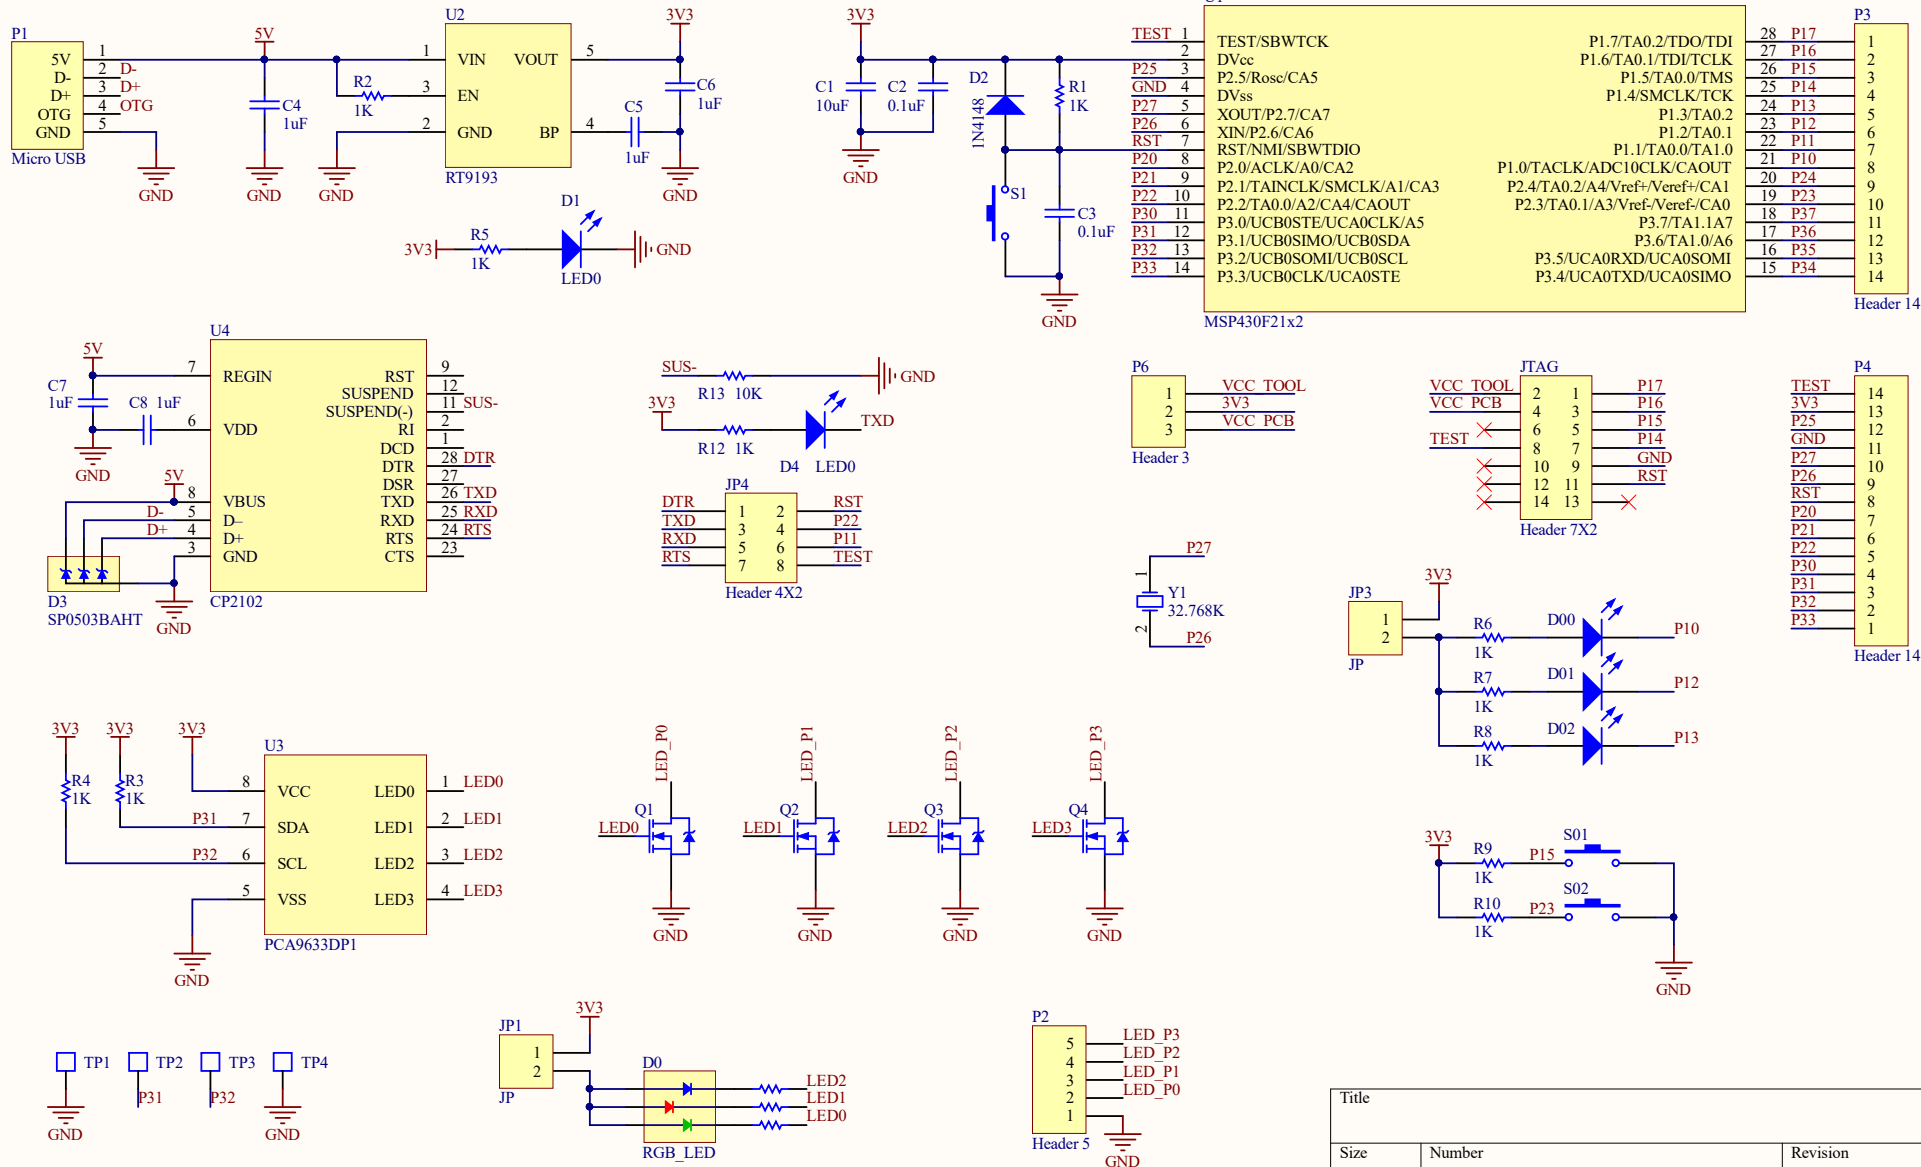 P1
5V
D-
D+
OTG
GND
1
2 D-
3 D+
4 OTG
5
Micro USB
GND
5V
C4
1uF
GND
R2
1K
GND
U2
1 VIN VOUT 5
3 EN
2 GND BP 4
RT9193
3V3
C6
1uF
C5
1uF
GND
3V3 R5 1K
D1
LED0
GND
3V3
C1
10uF
C2
0.1uF
GND
D2
1N4148
R1
1K
S1
C3
0.1uF
GND
TEST 1 TEST/SBWTCK
2 DVcc
P25 3 P2.5/Rosc/CA5
GND 4 DVss
P27 5 XOUT/P2.7/CA7
P26 6 XIN/P2.6/CA6
RST 7 RST/NMI/SBWTDIO
P20 8 P2.0/ACLK/A0/CA2
P21 9 P2.1/TAINCLK/SMCLK/A1/CA3
P22 10 P2.2/TA0.0/A2/CA4/CAOUT
P30 11 P3.0/UCB0STE/UCA0CLK/A5
P31 12 P3.1/UCB0SIMO/UCB0SDA
P32 13 P3.2/UCB0SOMI/UCB0SCL
P33 14 P3.3/UCB0CLK/UCA0STE
MSP430F21x2
P1.7/TA0.2/TDO/TDI 28 P17
P1.6/TA0.1/TDI/TCLK 27 P16
P1.5/TA0.0/TMS 26 P15
P1.4/SMCLK/TCK 25 P14
P1.3/TA0.2 24 P13
P1.2/TA0.1 23 P12
P1.1/TA0.0/TA1.0 22 P11
P1.0/TACLK/ADC10CLK/CAOUT 21 P10
P2.4/TA0.2/A4/Vref+/Veref+/CA1 20 P24
P2.3/TA0.1/A3/Vref-/Veref-/CA0 19 P23
P3.7/TA1.1A7 18 P37
P3.6/TA1.0/A6 17 P36
P3.5/UCA0RXD/UCA0SOMI 16 P35
P3.4/UCA0TXD/UCA0SIMO 15 P34
P3
1
2
3
4
5
6
7
8
9
10
11
12
13
14
Header 14
5V
C7
1uF
C8 1uF
GND
U4
7 REGIN
6 VDD
5V
8 VBUS
D- 5 D–
D+ 4 D+
3 GND
RST 9
SUSPEND 12
SUSPEND(-) 11 SUS-
RI 2
DCD 1
DTR 28 DTR
DSR 27
TXD 26 TXD
RXD 25 RXD
RTS 24 RTS
CTS 23
CP2102
D3
SP0503BAHT
GND
SUS-
R13 10K
GND
3V3
R12 1K
D4 LED0
TXD
JP4
DTR 1 2 RST
TXD 3 4 P22
RXD 5 6 P11
RTS 7 8 TEST
Header 4X2
P6
1 VCC_TOOL
2 3V3
3 VCC_PCB
Header 3
JTAG
VCC_TOOL 2 1 P17
VCC_PCB 4 3 P16
6 5 P15
TEST 8 7 P14
10 9 GND
12 11 RST
14 13
Header 7X2
P4
TEST 14
3V3 13
P25 12
GND 11
P27 10
P26 9
RST 8
P20 7
P21 6
P22 5
P30 4
P31 3
P32 2
P33 1
Header 14
P27
1
Y1
32.768K
2
P26
JP3
1
2
JP
3V3
R6
1K
D00
P10
R7
1K
D01
P12
R8
1K
D02
P13
3V3 3V3 3V3
R4
1K
R3
1K
P31
P32
U3
8 VCC LED0 1 LED0
7 SDA LED1 2 LED1
6 SCL LED2 3 LED2
5 VSS LED3 4 LED3
PCA9633DP1
GND
LED_P0
Q1
LED0
GND
LED_P1
Q2
LED1
GND
LED_P2
Q3
LED2
GND
LED_P3
Q4
LED3
GND
3V3
R9
1K
P15
S01
R10
1K
P23
S02
GND
TP1
GND
TP2
P31
TP3
P32
TP4
GND
JP1
1
2
JP
3V3
D0
LED2
LED1
LED0
RGB_LED
P2
5 LED_P3
4 LED_P2
3 LED_P1
2 LED_P0
1
Header 5
GND
Title
Size Number Revision